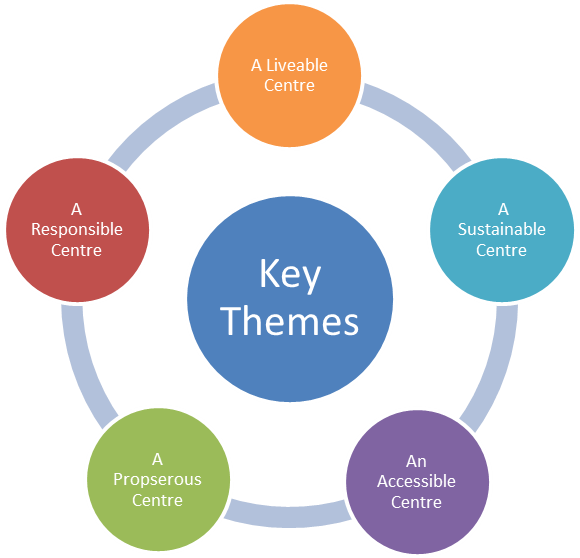 A Liveable
Centre
A
Sustainable
Centre
An
Accessible
Centre
A
Propserous
Centre
A
Responsible
Centre
Key
Themes